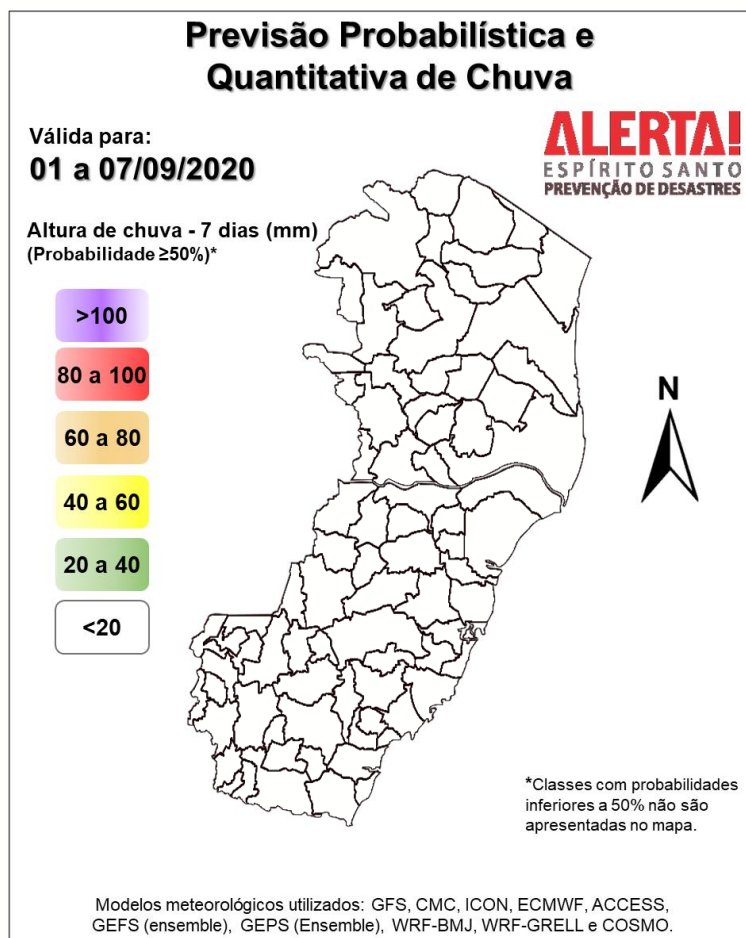 Previsão Probabilística e
Quantitativa de Chuva
Válida para:
01 a 07/09/2020
ALERTA!
ESPÍRITO SANTO
PREVENÇÃO DE DESASTRES
Altura de chuva - 7 dias (mm)
(Probabilidade ≥50%)*
>100
80 a 100
60 a 80
40 a 60
20 a 40
<20
N
*Classes com probabilidades
inferiores a 50% não são
apresentadas no mapa.
Modelos meteorológicos utilizados: GFS, CMC, ICON, ECMWF, ACCESS,
GEFS (ensemble), GEPS (Ensemble), WRF-BMJ, WRF-GRELL e COSMO.